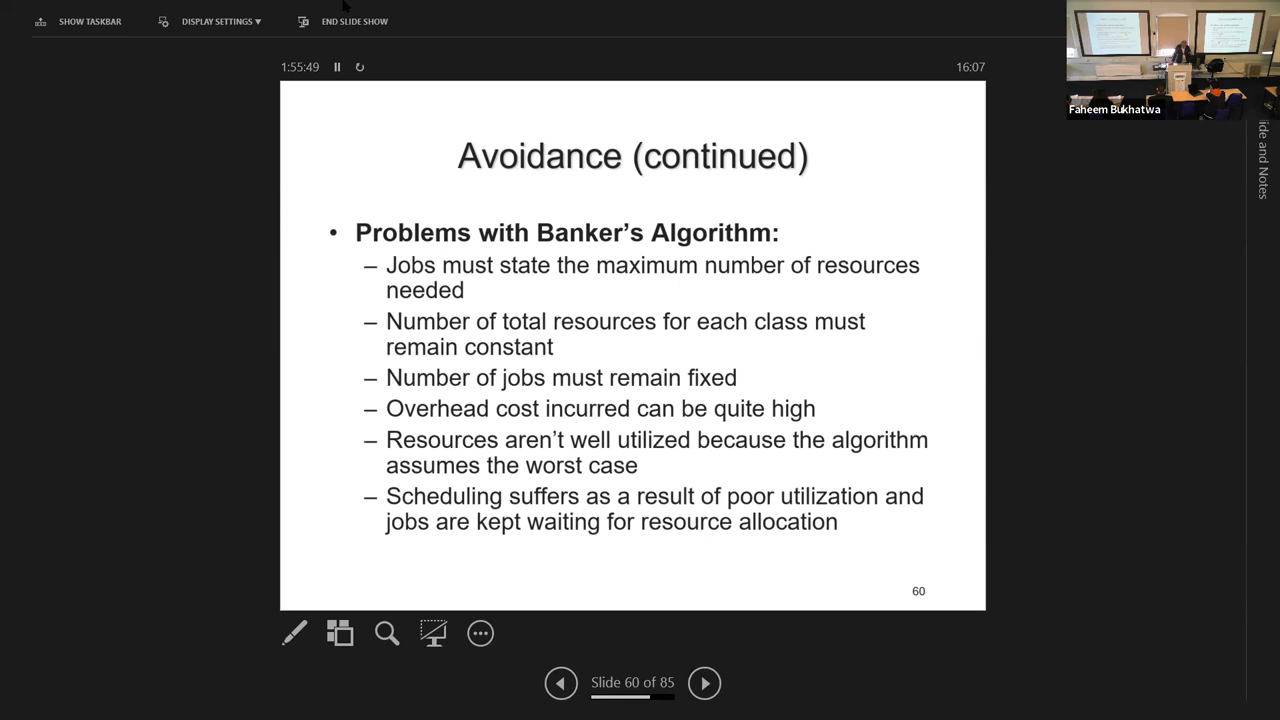 SHOW TASKBAR
DISPLAY SETTINGS ▼
END SLIDE SHOW
1:55:49
16:07
Faheem Bukhatwa
ide and Notes
Avoidance (continued)
• Problems with Banker's Algorithm:
– Jobs must state the maximum number of resources
needed
– Number of total resources for each class must
remain constant
– Number of jobs must remain fixed
– Overhead cost incurred can be quite high
– Resources aren't well utilized because the algorithm
assumes the worst case
– Scheduling suffers as a result of poor utilization and
jobs are kept waiting for resource allocation
60
Slide 60 of 85